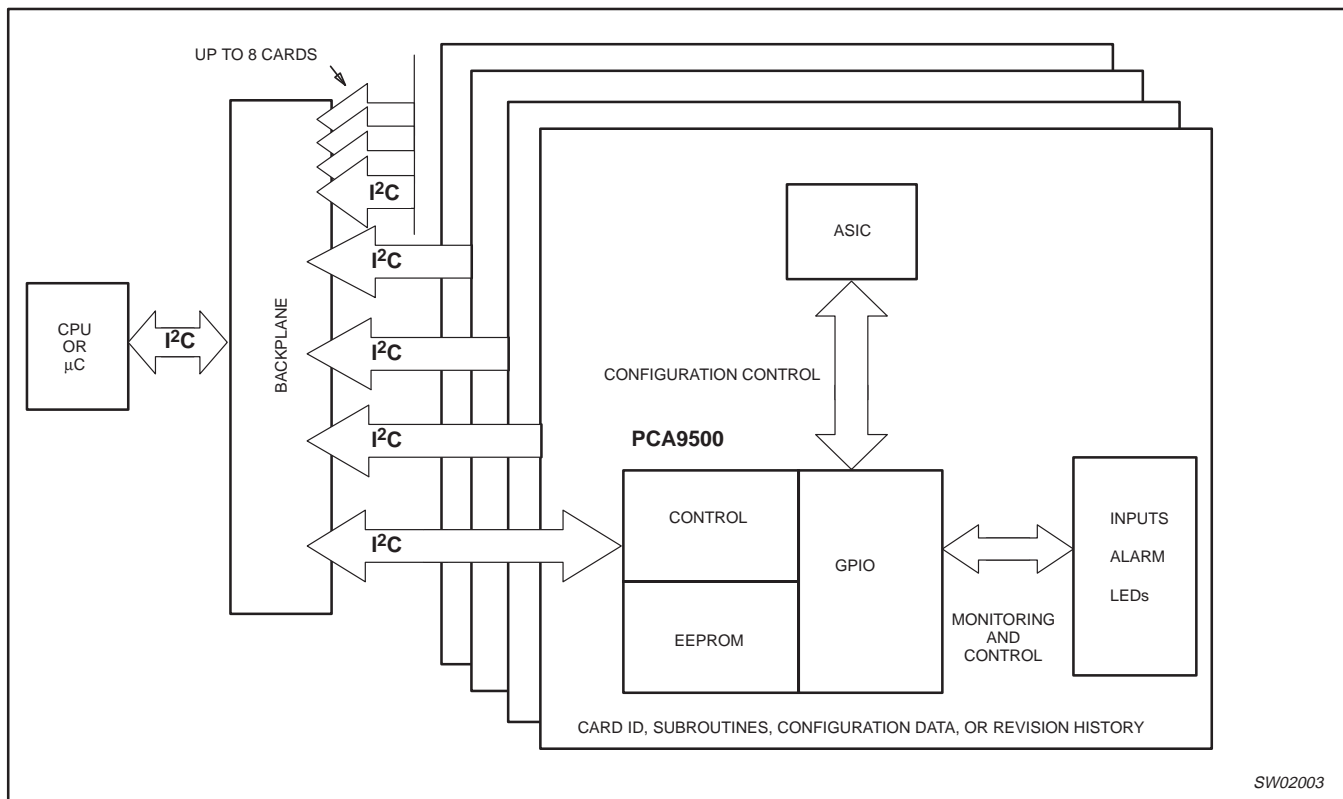 UP TO 8 CARDS
I²C
I²C
I²C
I²C
I²C
I²C
CPU
OR
μC
BACKPLANE
ASIC
CONFIGURATION CONTROL
PCA9500
CONTROL
EEPROM
GPIO
INPUTS
ALARM
LEDs
MONITORING
AND
CONTROL
CARD ID, SUBROUTINES, CONFIGURATION DATA, OR REVISION HISTORY
SW02003